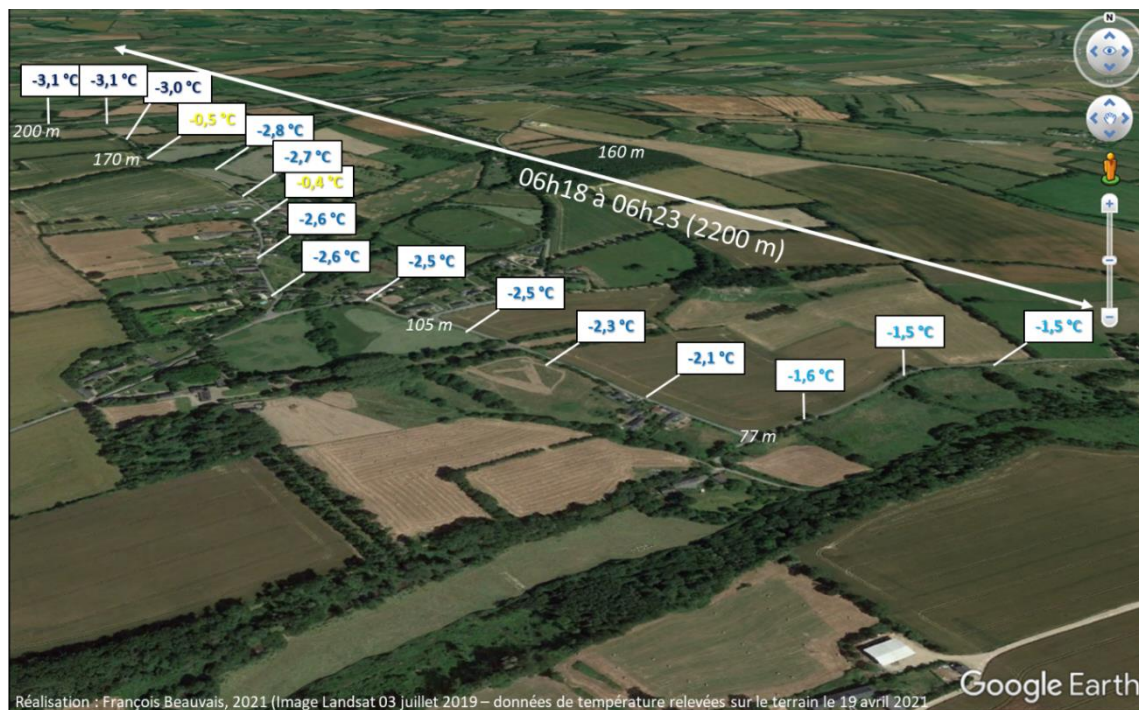 N
-3,1 °C
-3,1 °C
-3,0 °C
200 m
-0,5 °C
170 m
-2,8 °C
-2,7 °C
160 m
-0,4 °C
06h18 à 06h23 (2200 m)
-2,6 °C
-2,6 °C
-2,5 °C
-2,5 °C
105 m
-2,3 °C
-1,5 °C
-1,5 °C
-2,1 °C
-1,6 °C
77 m
Google Earth
Réalisation : François Beauvais, 2021 (Image Landsat 03 juillet 2019 – données de température relevées sur le terrain le 19 avril 2021